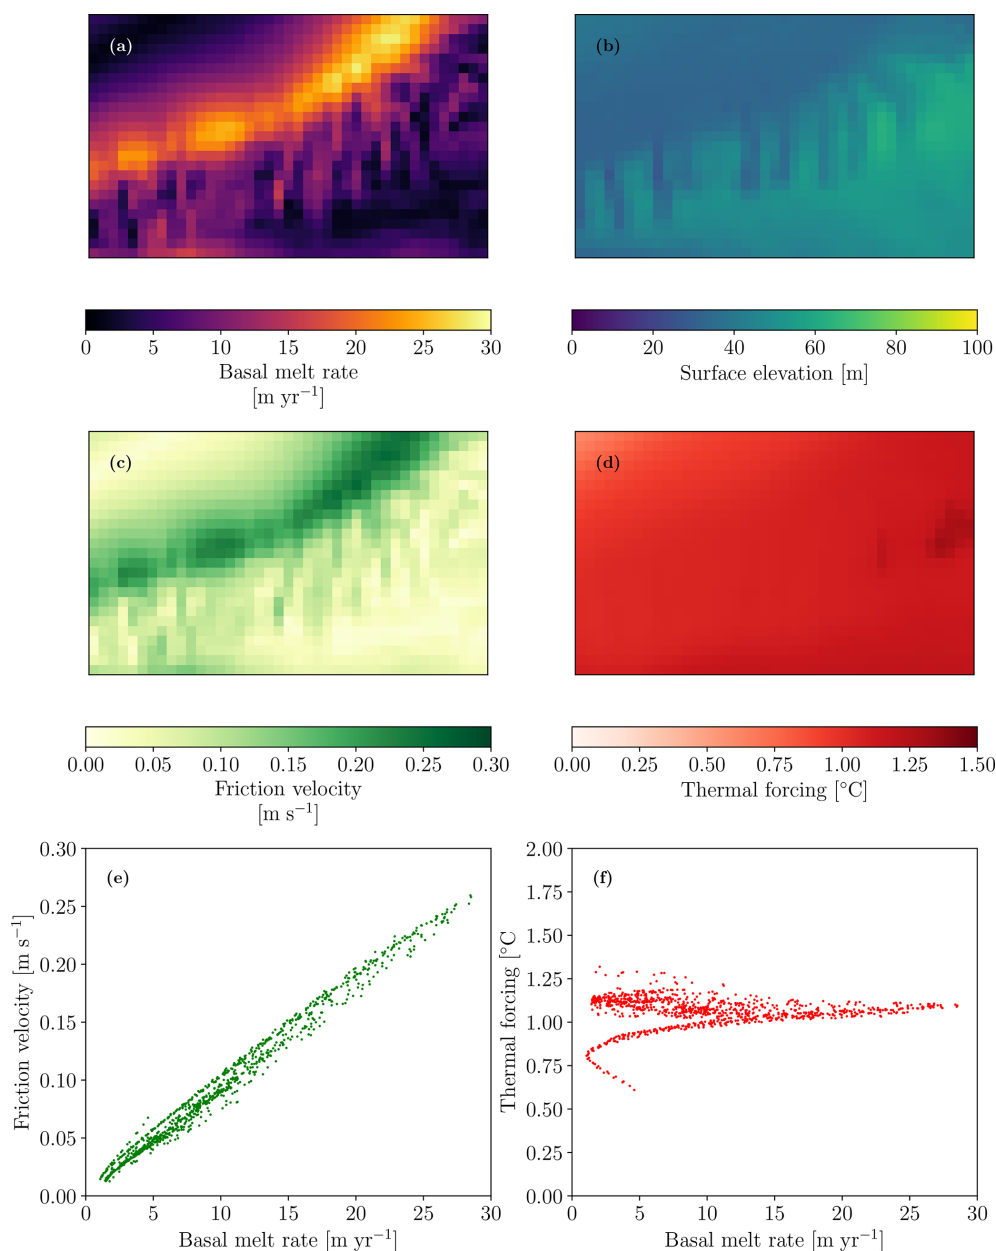 (a)
(b)
0 5 10 15 20 25 30
Basal melt rate
[m yr⁻¹]
0 20 40 60 80 100
Surface elevation [m]
(c)
(d)
0.00 0.05 0.10 0.15 0.20 0.25 0.30
Friction velocity
[m s⁻¹]
0.00 0.25 0.50 0.75 1.00 1.25 1.50
Thermal forcing [°C]
(e)
0.30
0.25
0.20
0.15
0.10
0.05
0.00
Friction velocity [m s⁻¹]
0 5 10 15 20 25 30
Basal melt rate [m yr⁻¹]
(f)
2.00
1.75
1.50
1.25
1.00
0.75
0.50
0.25
0.00
Thermal forcing [°C
0 5 10 15 20 25 30
Basal melt rate [m yr⁻¹]